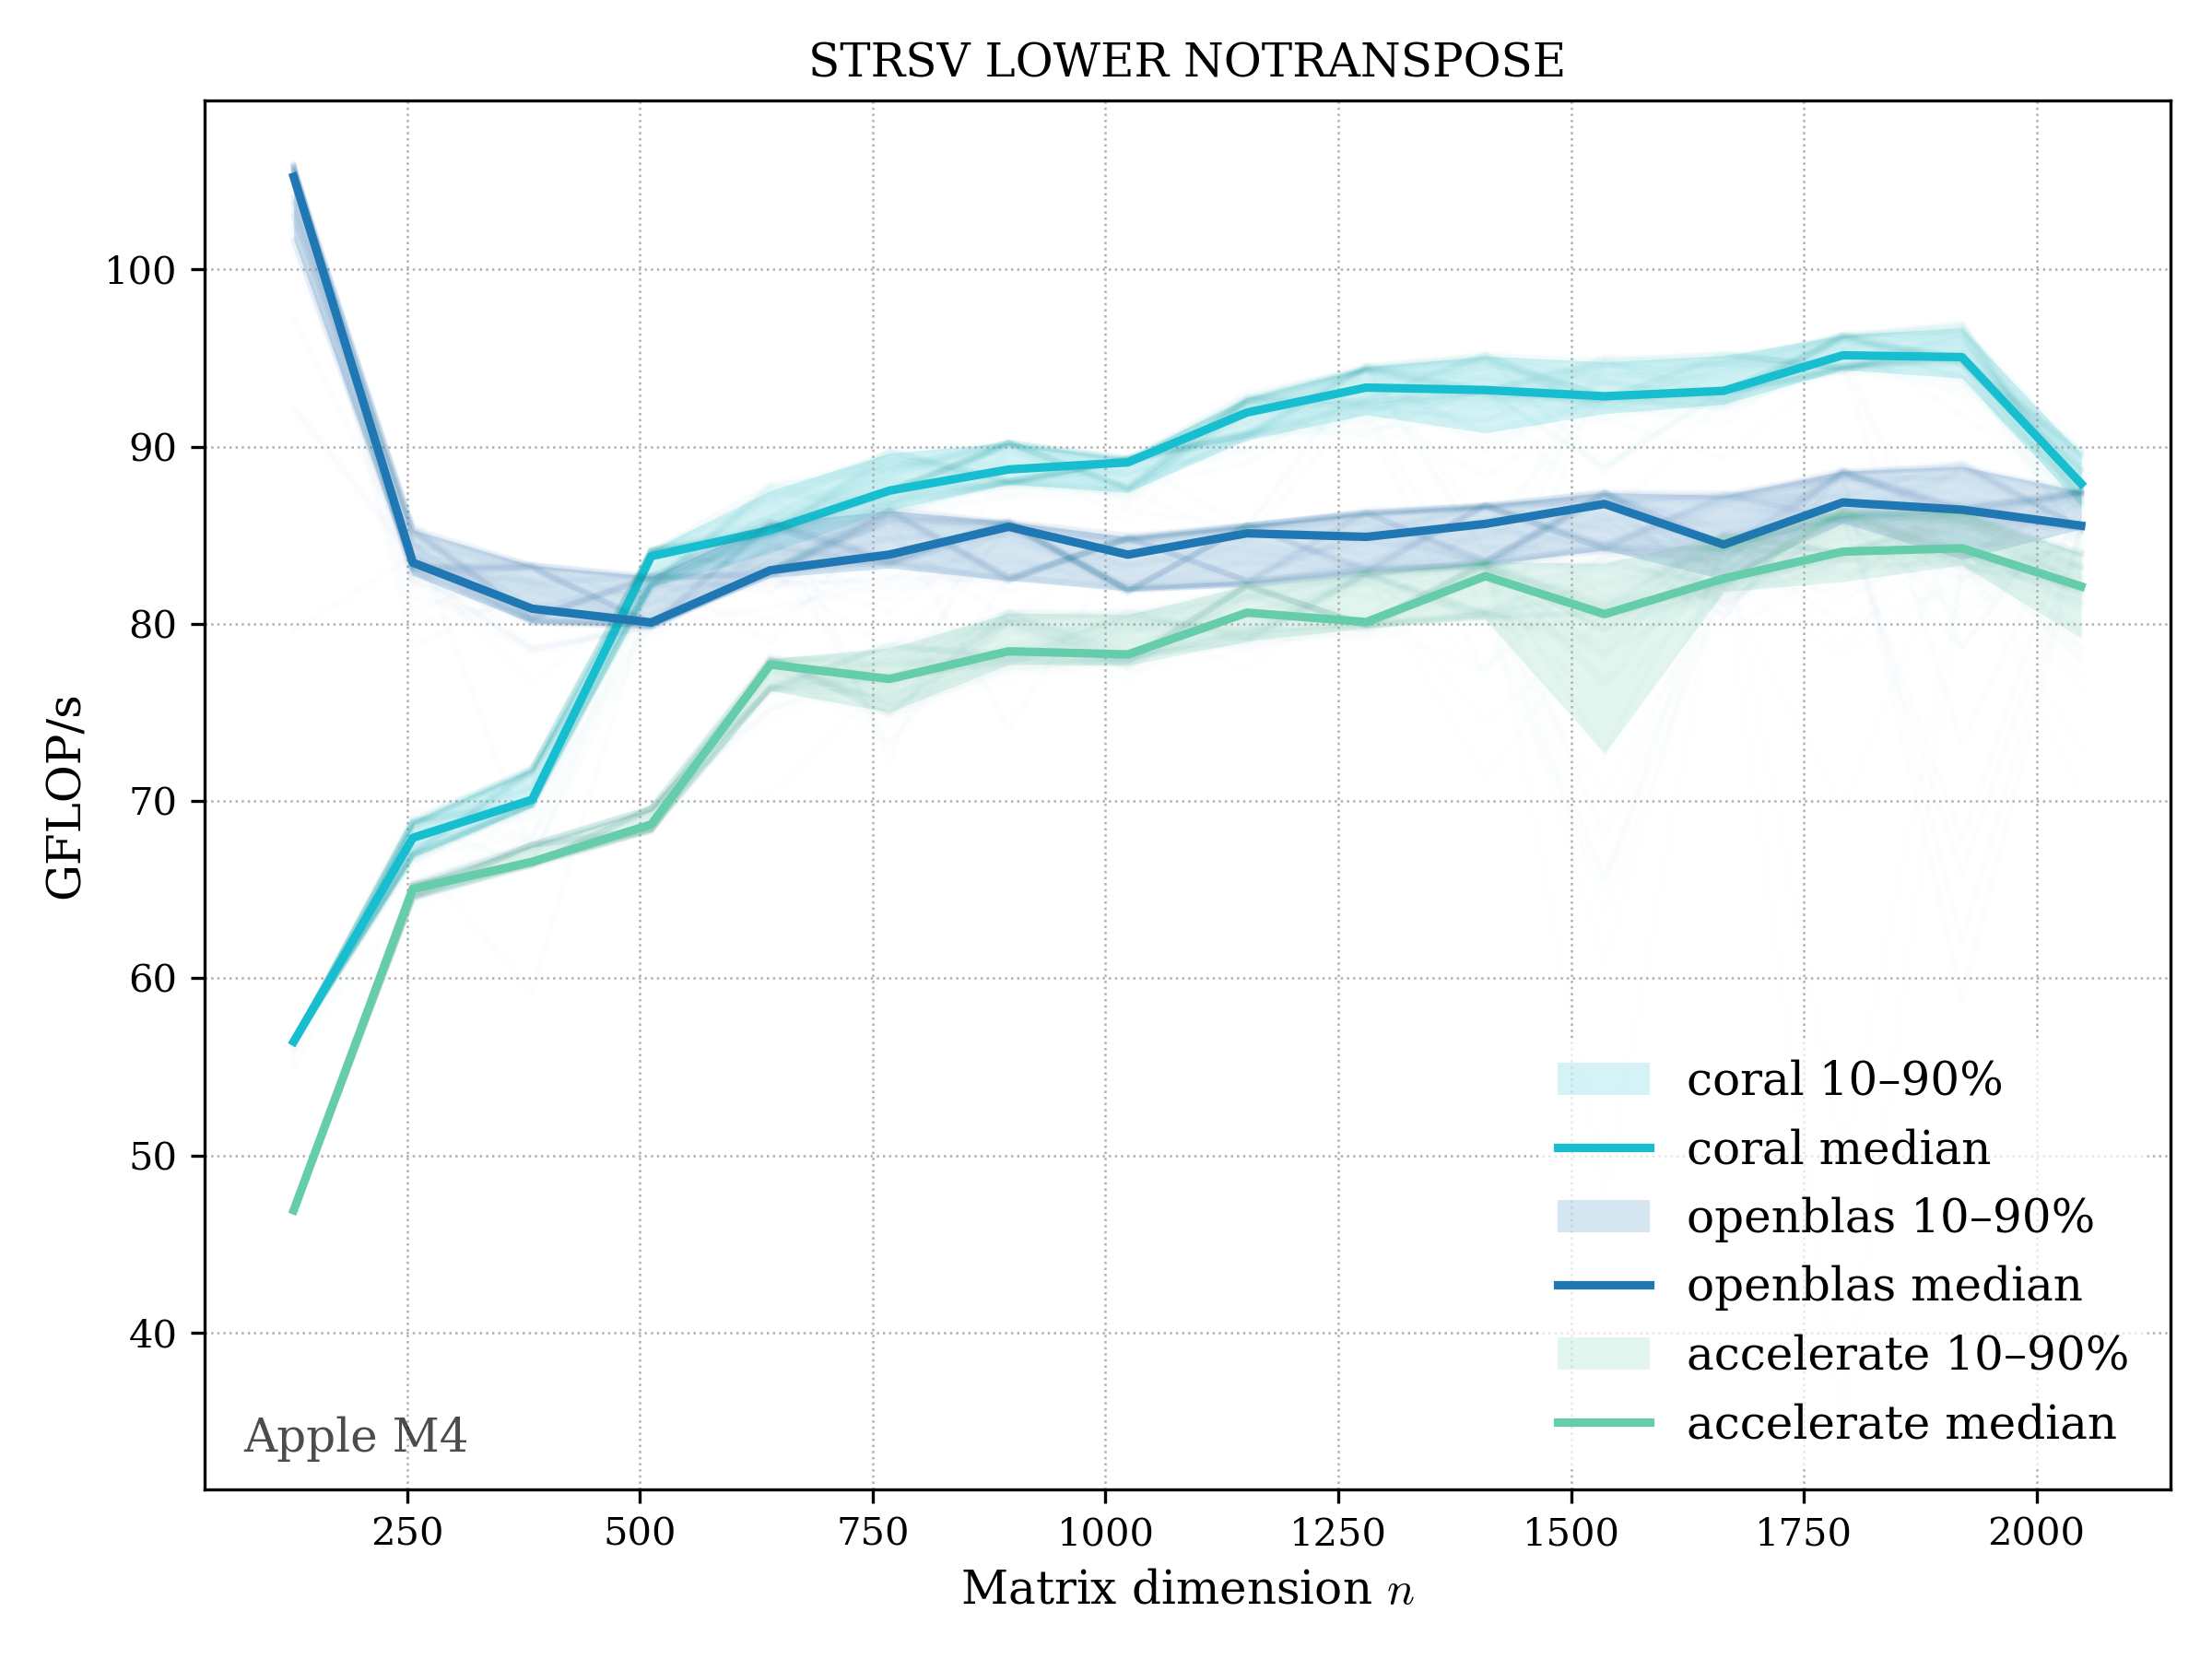 STRSV LOWER NOTRANSPOSE
GFLOP/s
100
90
80
70
60
50
40
coral 10–90%
coral median
openblas 10–90%
openblas median
accelerate 10–90%
accelerate median
Apple M4
250 500 750 1000 1250 1500 1750 2000
Matrix dimension n